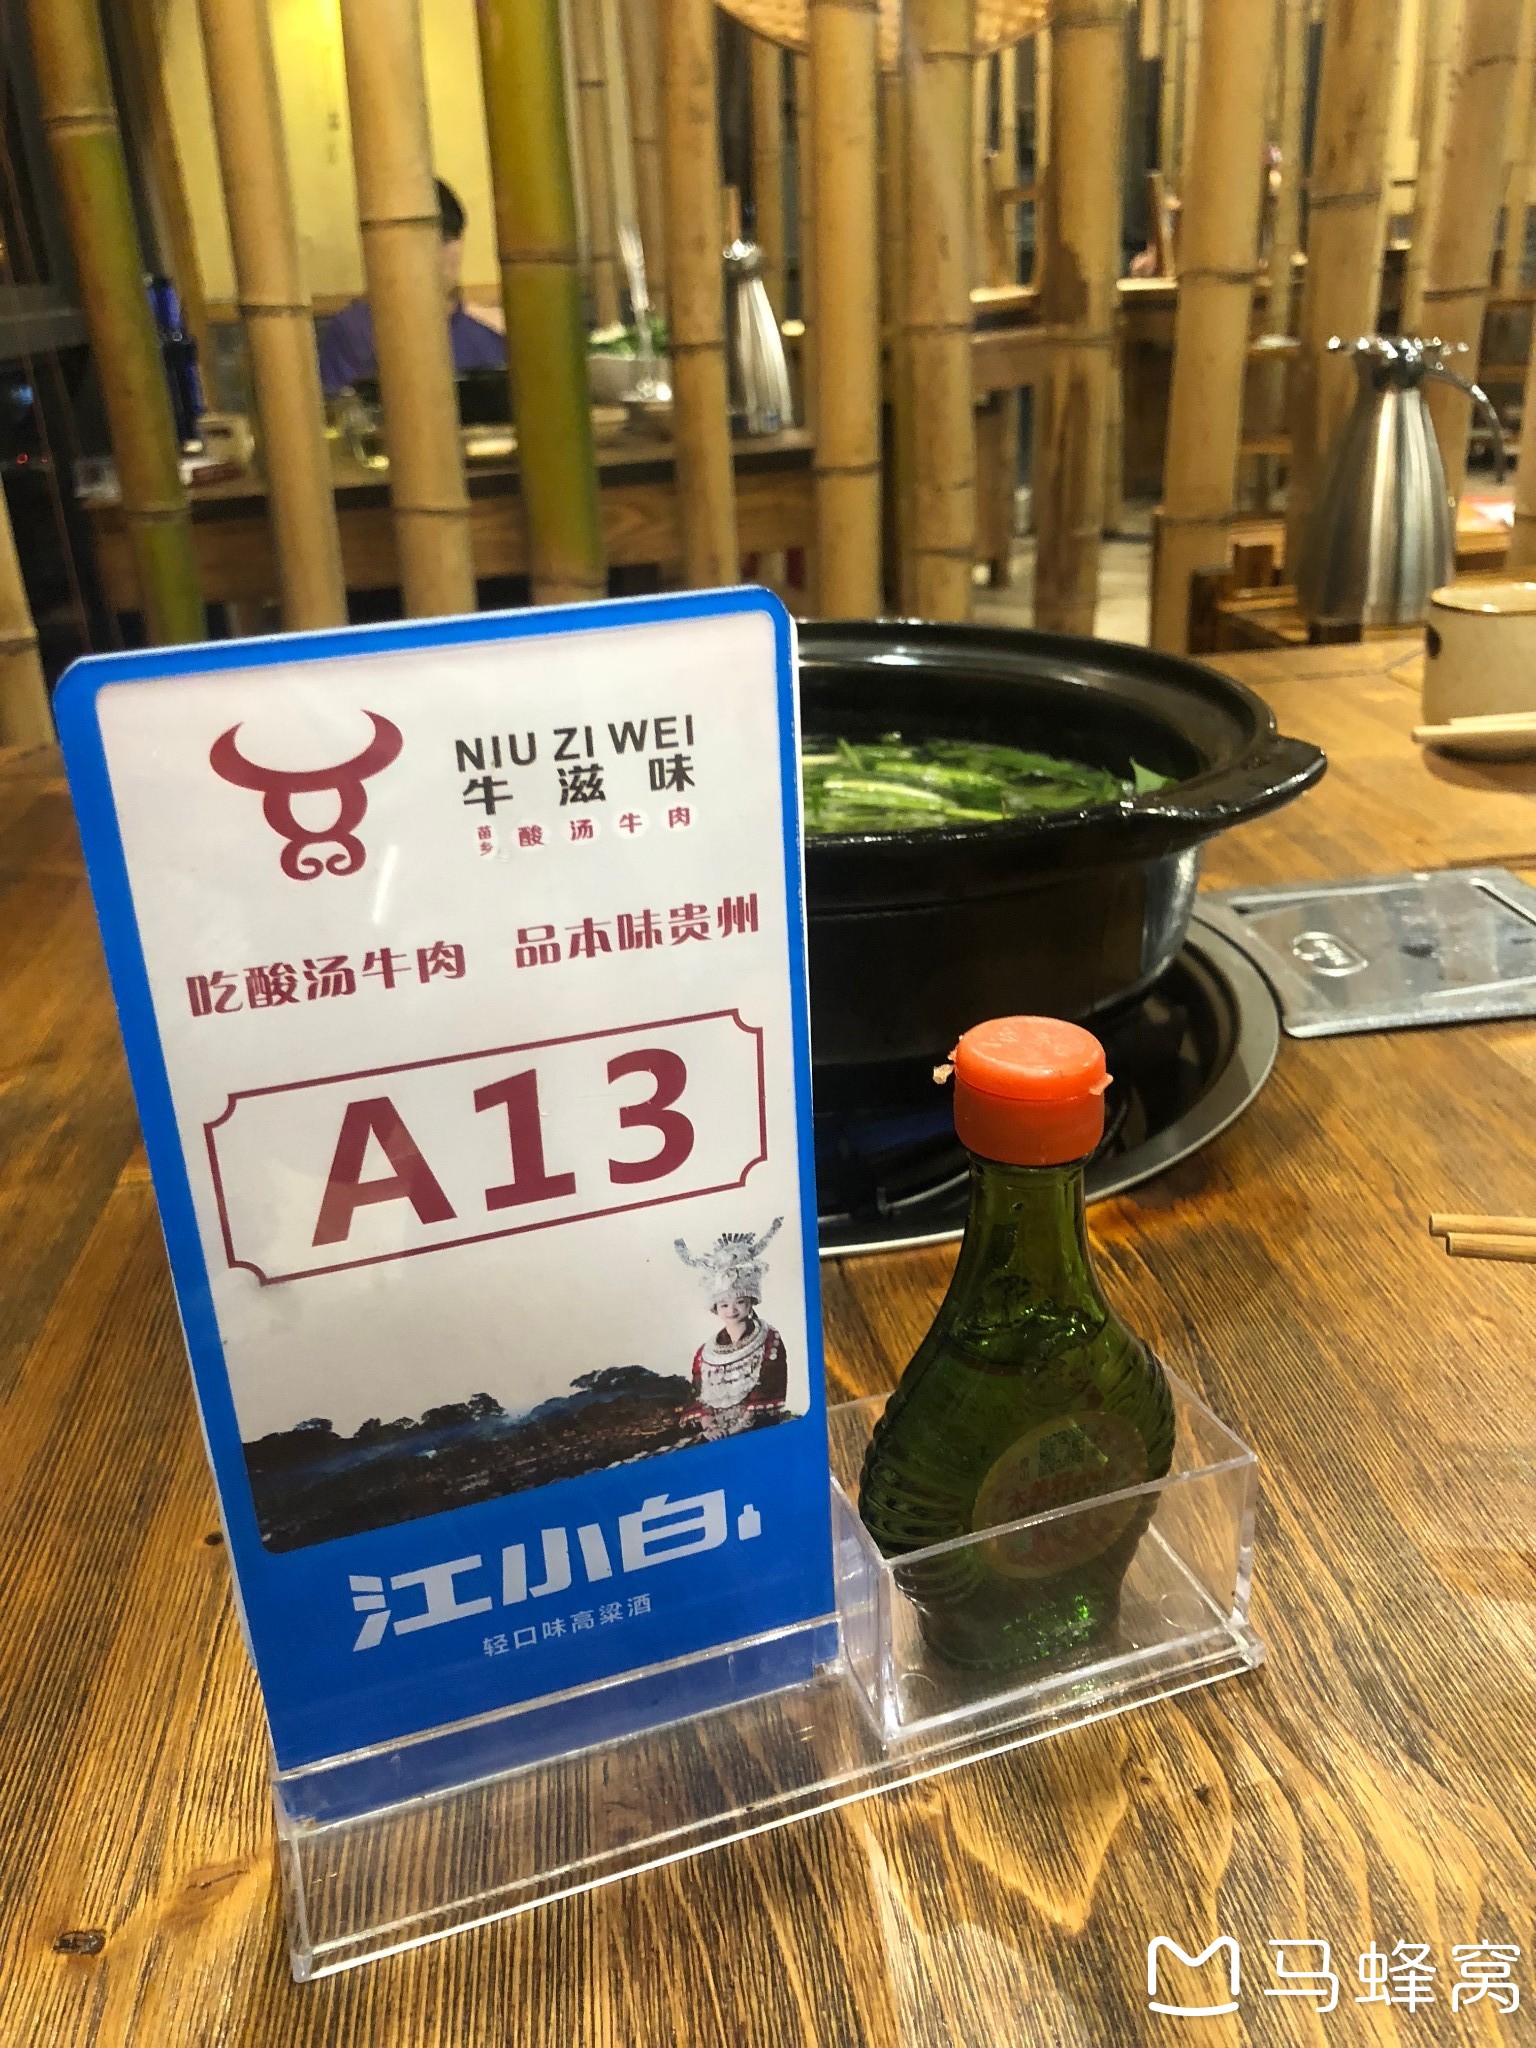 NIU ZI WEI
牛滋味
苗乡 酸汤牛肉
吃酸汤牛肉 品本味贵州
A13
江小白
轻口味高粱酒
马蜂窝